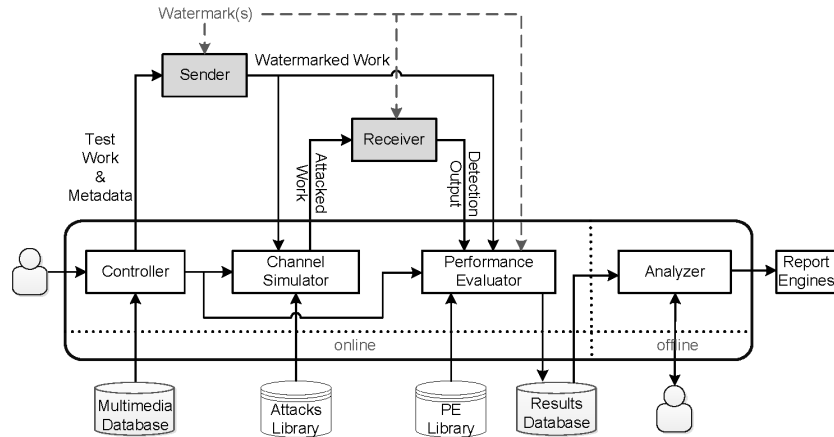 Watermark(s)
Sender
Watermarked Work
Receiver
Test
Work
&
Metadata
Attacked
Work
Detection
Output
Controller
Channel
Simulator
Performance
Evaluator
Analyzer
Report
Engines
online
offline
Multimedia
Database
Attacks
Library
PE
Library
Results
Database